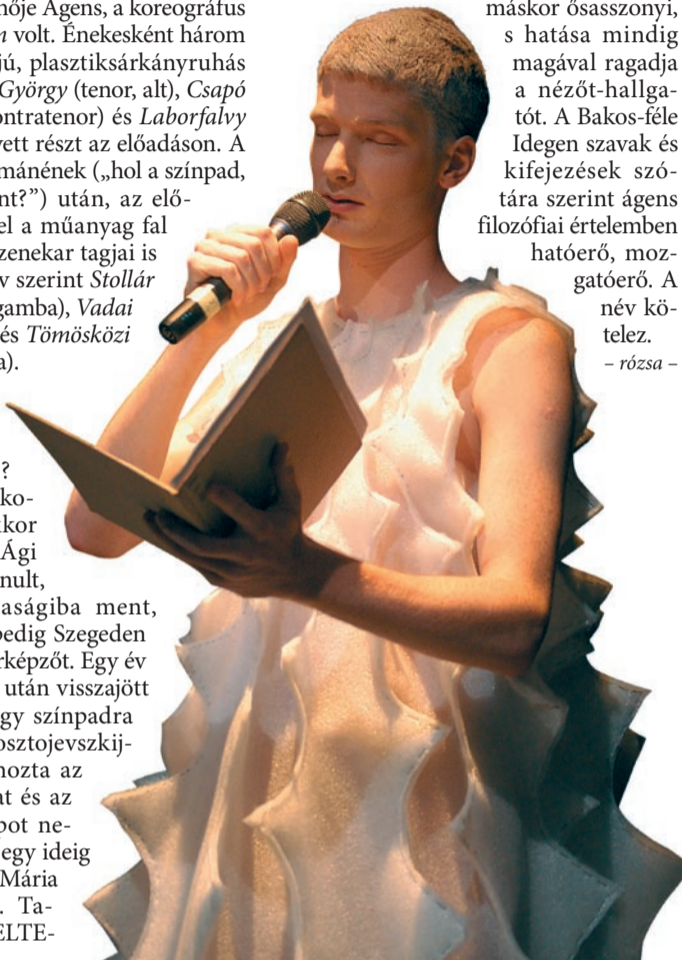 nője Ágens, a koreográfus
n volt. Énekesként három
jú, plasztiksárkányruhás
György (tenor, alt), Csapó
ontratenor) és Laborfalvy
vett részt az előadáson. A
mánének („hol a színpad,
nt?”) után, az elő-
el a műanyag fal
zenekar tagjai is
v szerint Stollár
gamba), Vadai
és Tömösközi
a).
?
ko-
kor
Ági
nult,
aságiba ment,
pedig Szegeden
rképzőt. Egy év
után visszajött
gy színpadra
osztojevszkij-
hozta az
at és az
pot ne-
egy ideig
Mária
. Ta-
ELTE-
máskor ősasszonyi,
s hatása mindig
magával ragadja
a nézőt-hallga-
tót. A Bakos-féle
Idegen szavak és
kifejezések szó-
tára szerint ágens
filozófiai értelemben
hatóerő, moz-
gatóerő. A
név kö-
telez.
– rózsa –